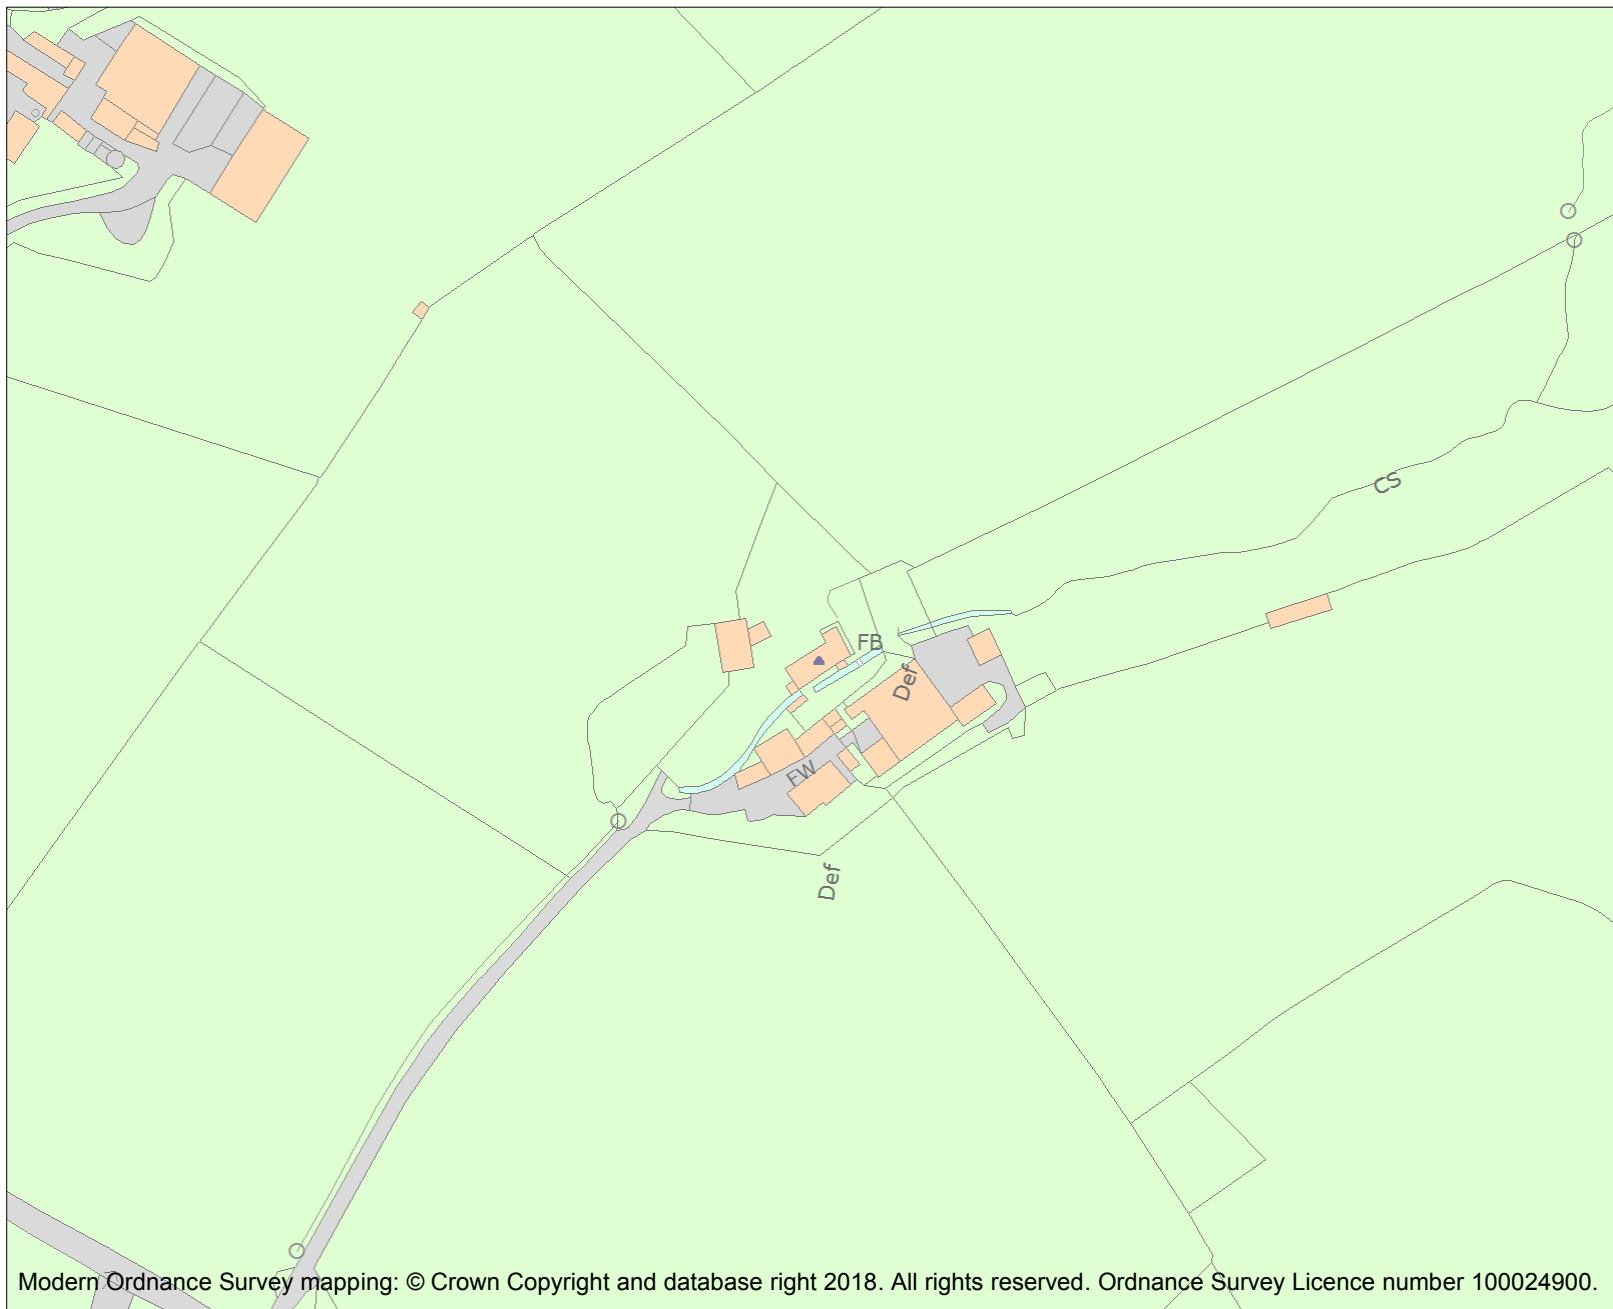 CS
FB
Def
FW
Def
Modern Ordnance Survey mapping: © Crown Copyright and database right 2018. All rights reserved. Ordnance Survey Licence number 100024900.